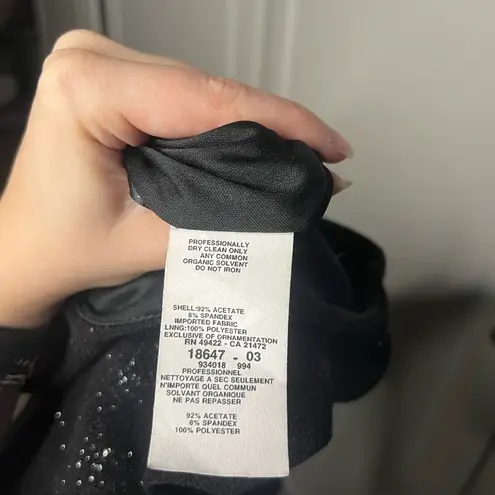 PROFESSIONALLY
DRY CLEAN ONLY
ANY COMMON
ORGANIC SOLVENT
DO NOT IRON
SHELL:92% ACETATE
8% SPANDEX
IMPORTED FABRIC
LNNG:100% POLYESTER
EXCLUSIVE OF ORNAMENTATION
RN 49422 - CA 21472
18647 - 03
934018 994
PROFESSIONNEL
NETTOYAGE A SEC SEULEMENT
N'IMPORTE QUEL COMMUN
SOLVANT ORGANIQUE
NE PAS REPASSER
92% ACETATE
8% SPANDEX
100% POLYESTER